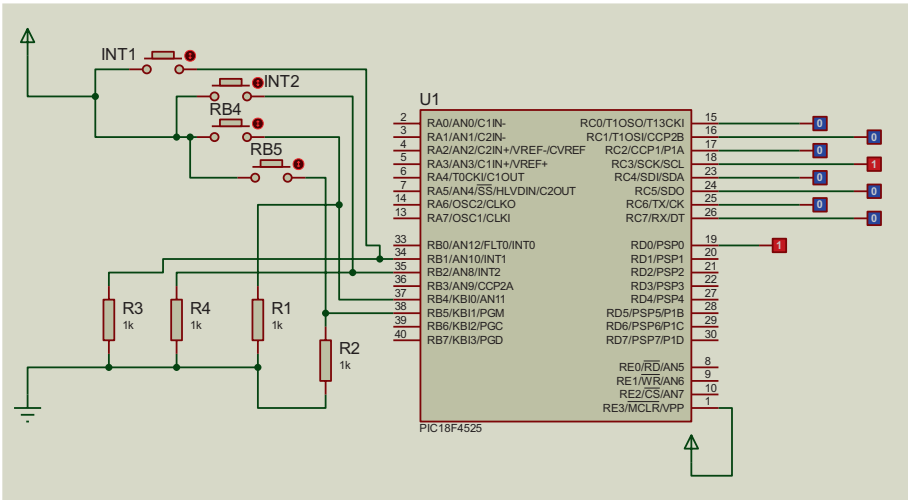 INT1
INT2
RB4
RB5
R3
1k
R4
1k
R1
1k
R2
1k
U1
2 RA0/AN0/C1IN-
3 RA1/AN1/C2IN-
4 RA2/AN2/C2IN+/VREF-/CVREF
5 RA3/AN3/C1IN+/VREF+
6 RA4/T0CKI/C1OUT
7 RA5/AN4/SS/HLVDIN/C2OUT
14 RA6/OSC2/CLKO
13 RA7/OSC1/CLKI
33 RB0/AN12/FLT0/INT0
34 RB1/AN10/INT1
35 RB2/AN8/INT2
36 RB3/AN9/CCP2A
37 RB4/KBI0/AN11
38 RB5/KBI1/PGM
39 RB6/KBI2/PGC
40 RB7/KBI3/PGD
RC0/T1OSO/T13CKI 15 0
RC1/T1OSI/CCP2B 16 0
RC2/CCP1/P1A 17 0
RC3/SCK/SCL 18 1
RC4/SDI/SDA 23 0
RC5/SDO 24 0
RC6/TX/CK 25 0
RC7/RX/DT 26 0
RD0/PSP0 19 1
RD1/PSP1 20
RD2/PSP2 21
RD3/PSP3 22
RD4/PSP4 27
RD5/PSP5/P1B 28
RD6/PSP6/P1C 29
RD7/PSP7/P1D 30
RE0/RD/AN5 8
RE1/WR/AN6 9
RE2/CS/AN7 10
RE3/MCLR/VPP 1
PIC18F4525